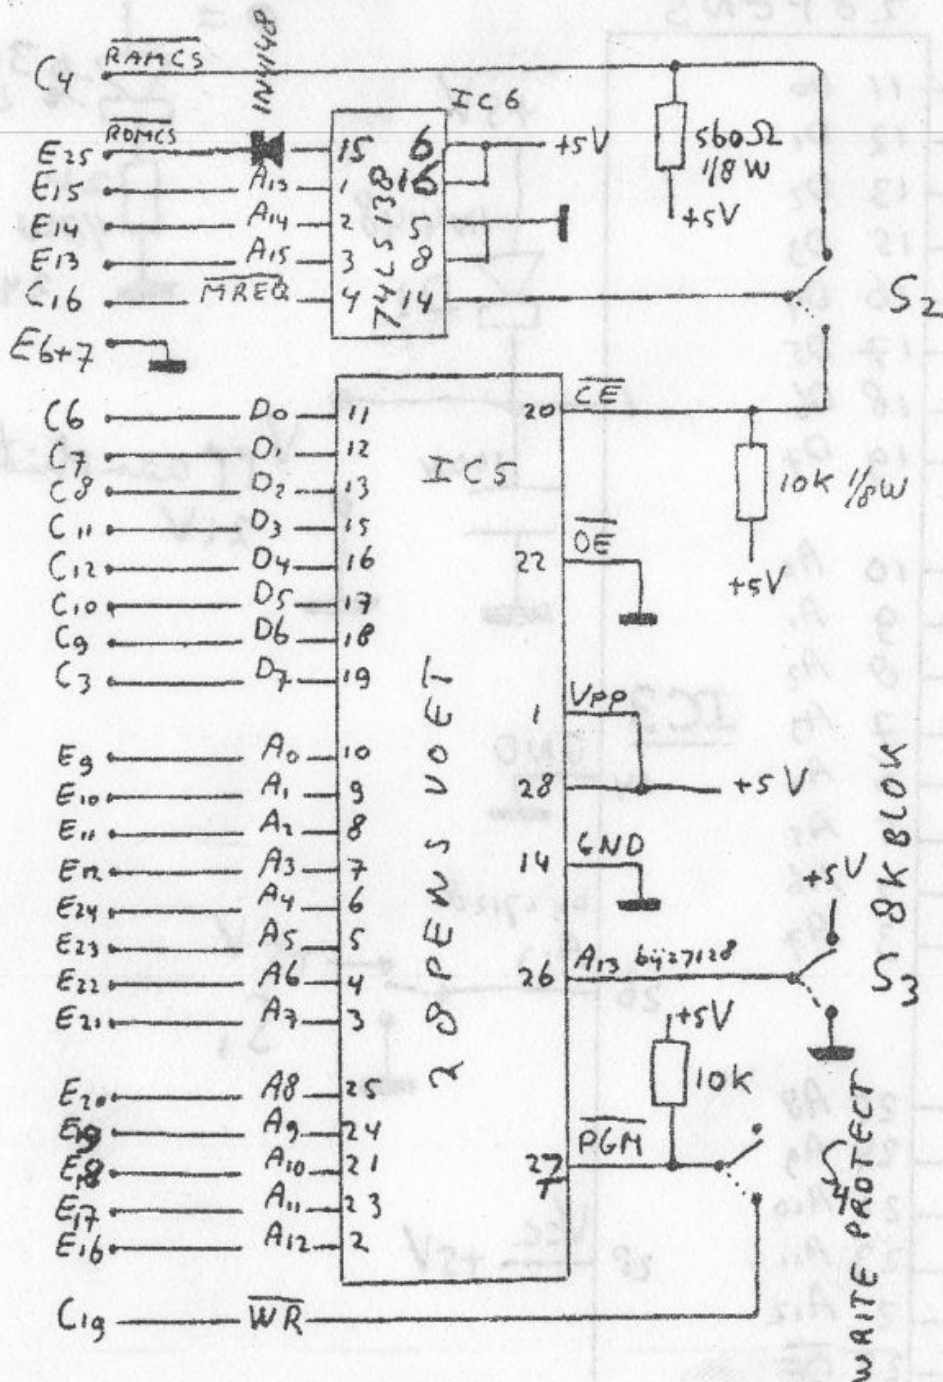 C4 RAMCS
1N4148
IC6
E25 ROMCS 15 6 +5V
E15 A13 1 16
E14 A14 2 5
E13 A15 3 8
C16 MREQ 4 14
74LS138
560Ω
1/8 W
+5V
S2
E6+7
C6 D0 11 20 CE
C7 D1 12
C8 D2 13
C11 D3 15
C12 D4 16
C10 D5 17
C9 D6 18
C3 D7 19
IC5
28 PENS VOET
10K 1/8W
+5V
22 OE
E9 A0 10
E10 A1 9
E11 A2 8
E12 A3 7
E24 A4 6
E23 A5 5
E22 A6 4
E21 A7 3
1 VPP
28 +5V
14 GND
26 A13 bij 27128
+5V
S3
8K BLOK
E20 A8 25
E19 A9 24
E18 A10 21
E17 A11 23
E16 A12 2
+5V
10K
27 PGM
C19 WR
S4
WRITE PROTECT